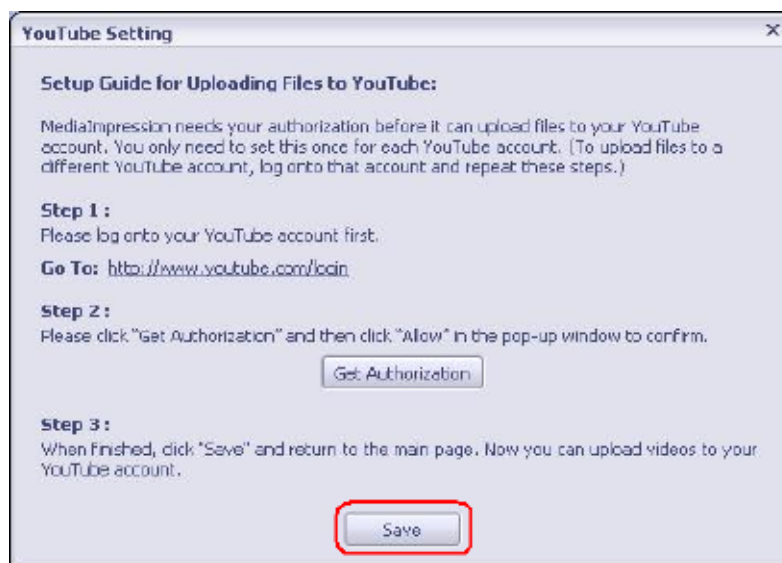 YouTube Setting
Setup Guide for Uploading Files to YouTube:
MediaImpression needs your authorization before it can upload files to your YouTube
account. You only need to set this once for each YouTube account. (To upload files to a
different YouTube account, log onto that account and repeat these steps.)
Step 1 :
Please log onto your YouTube account first.
Go To: http://www.youtube.com/login
Step 2 :
Please click "Get Authorization" and then click "Allow" in the pop-up window to confirm.
Get Authorization
Step 3 :
When finished, click "Save" and return to the main page. Now you can upload videos to your
YouTube account.
Save